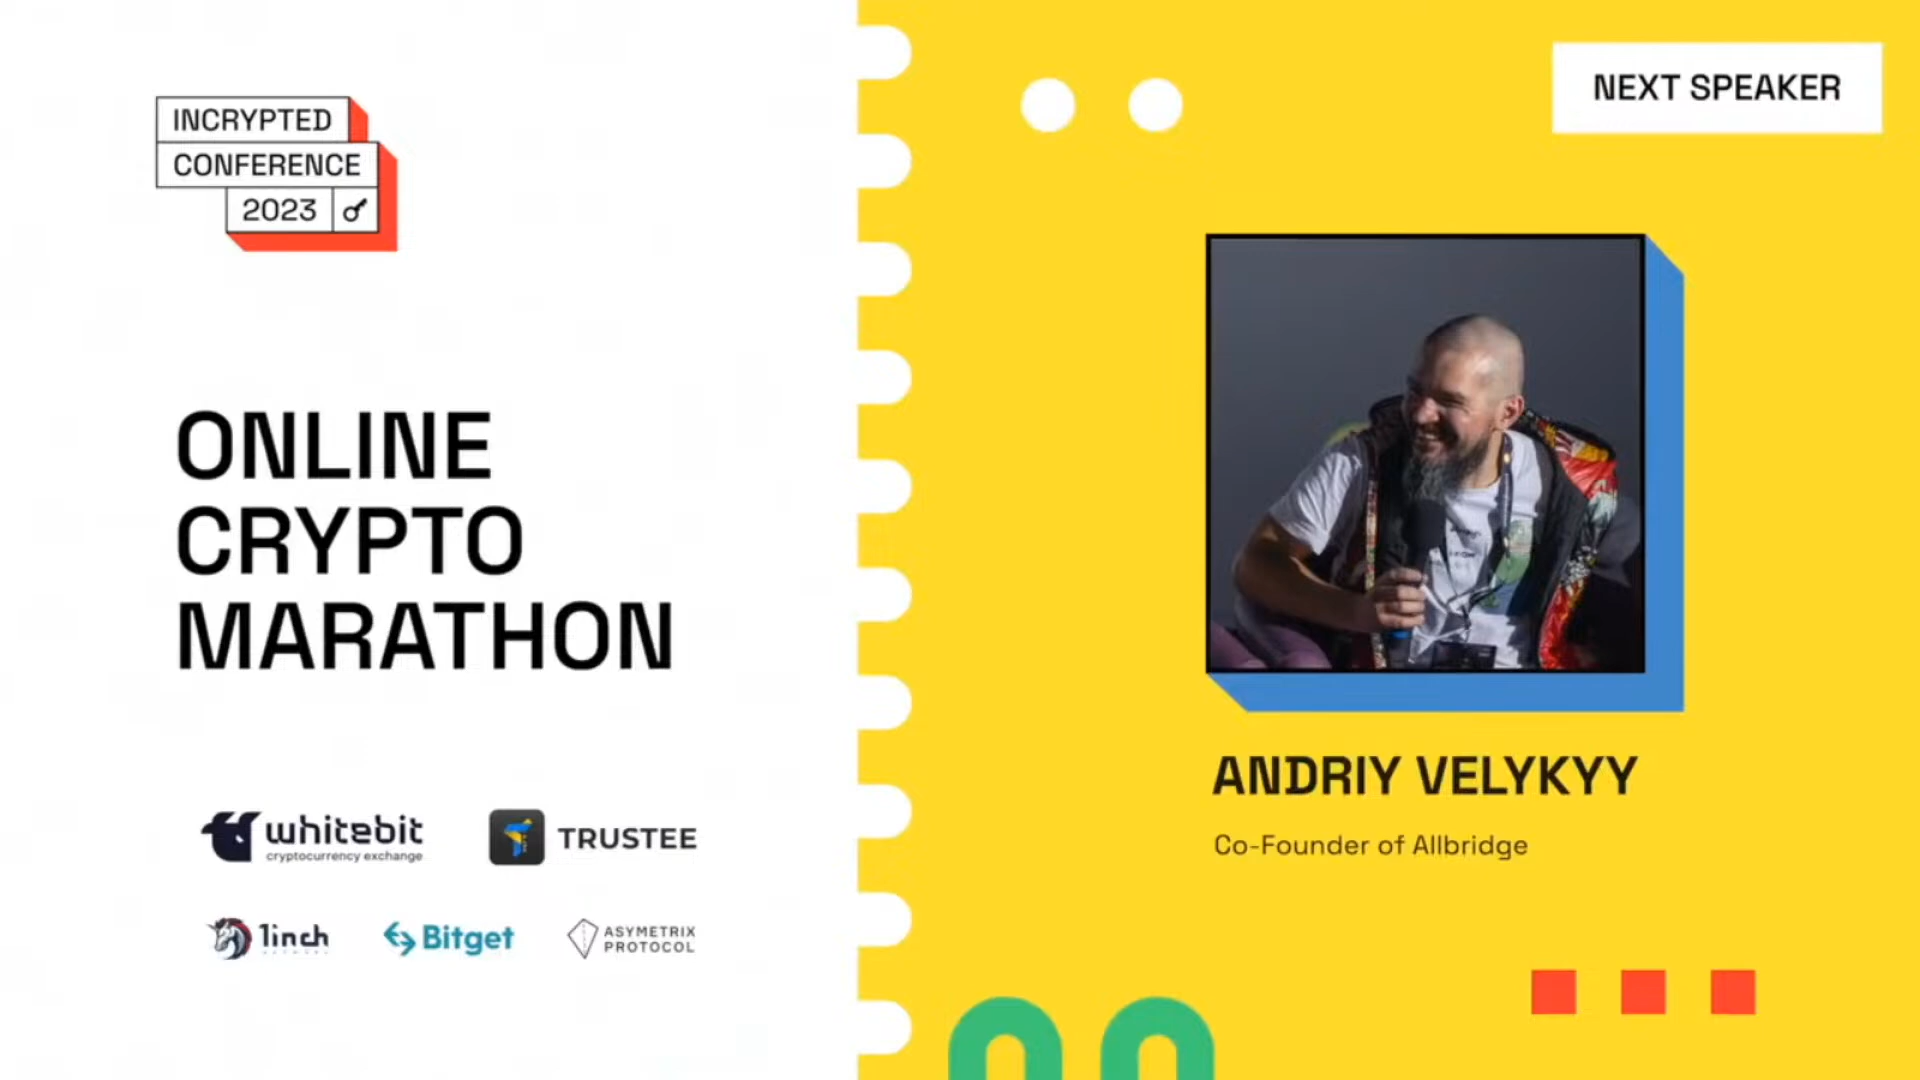 INCRYPTED
CONFERENCE
2023
ONLINE
CRYPTO
MARATHON
whitebit
cryptocurrency exchange
TRUSTEE
1inch
Bitget
ASYMETRIX
PROTOCOL
NEXT SPEAKER
ANDRIY VELYKYY
Co-Founder of Allbridge